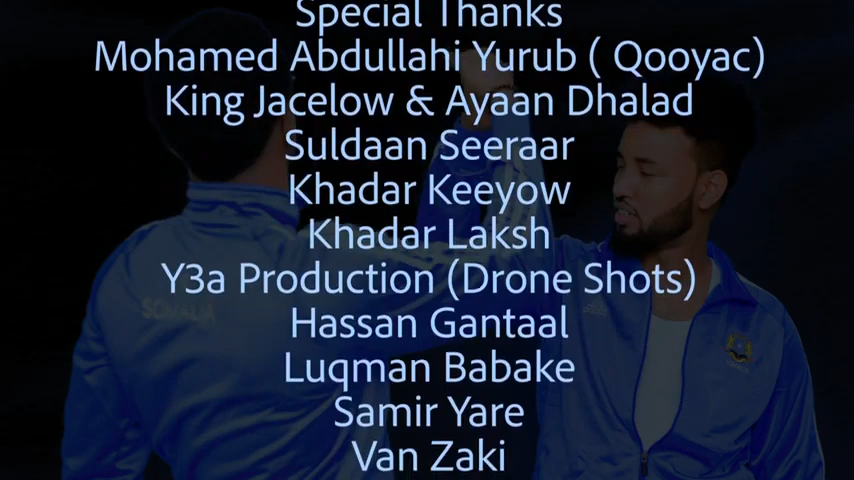 Special Thanks
Mohamed Abdullahi Yurub ( Qooyac)
King Jacelow & Ayaan Dhalad
Suldaan Seeraar
Khadar Keeyow
Khadar Laksh
Y3a Production (Drone Shots)
Hassan Gantaal
Luqman Babake
Samir Yare
Van Zaki
SOMALIA